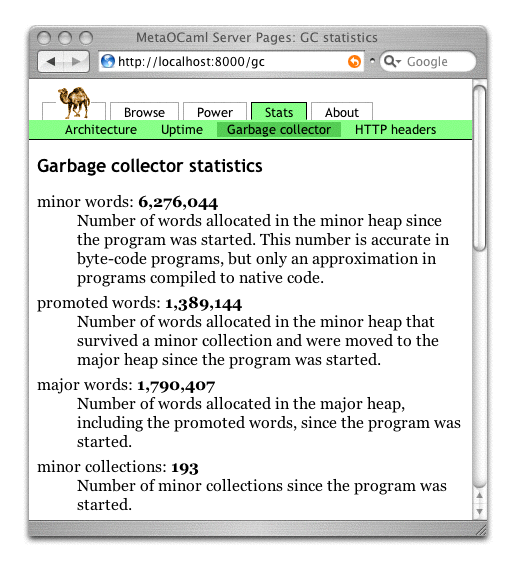 MetaOCaml Server Pages: GC statistics
http://localhost:8000/gc
Google
Browse Power Stats About
Architecture Uptime Garbage collector HTTP headers
Garbage collector statistics
minor words: 6,276,044
Number of words allocated in the minor heap since
the program was started. This number is accurate in
byte-code programs, but only an approximation in
programs compiled to native code.
promoted words: 1,389,144
Number of words allocated in the minor heap that
survived a minor collection and were moved to the
major heap since the program was started.
major words: 1,790,407
Number of words allocated in the major heap,
including the promoted words, since the program was
started.
minor collections: 193
Number of minor collections since the program was
started.